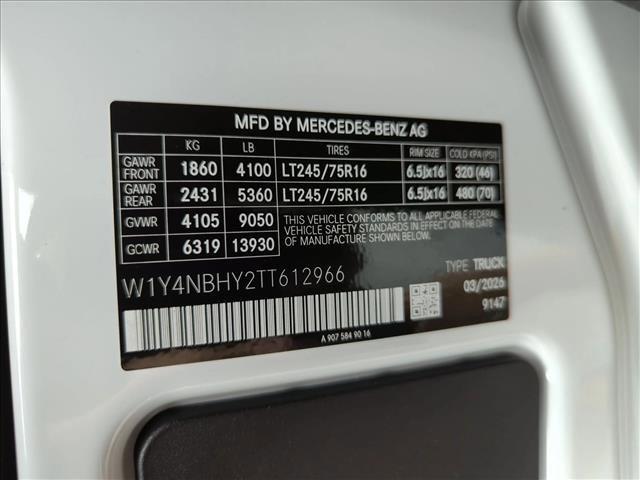 MFD BY MERCEDES-BENZ AG
KG LB TIRES RIM SIZE COLD KPA (PSI)
GAWR FRONT 1860 4100 LT245/75R16 6.5Jx16 320 (46)
GAWR REAR 2431 5360 LT245/75R16 6.5Jx16 480 (70)
GVWR 4105 9050 THIS VEHICLE CONFORMS TO ALL APPLICABLE FEDERAL
MOTOR VEHICLE SAFETY STANDARDS IN EFFECT ON THE DATE
GCWR 6319 13930 OF MANUFACTURE SHOWN ABOVE.
W1Y4NBHY2TT612966
TYPE TRUCK
03/2026
9147
A 907 584 90 16